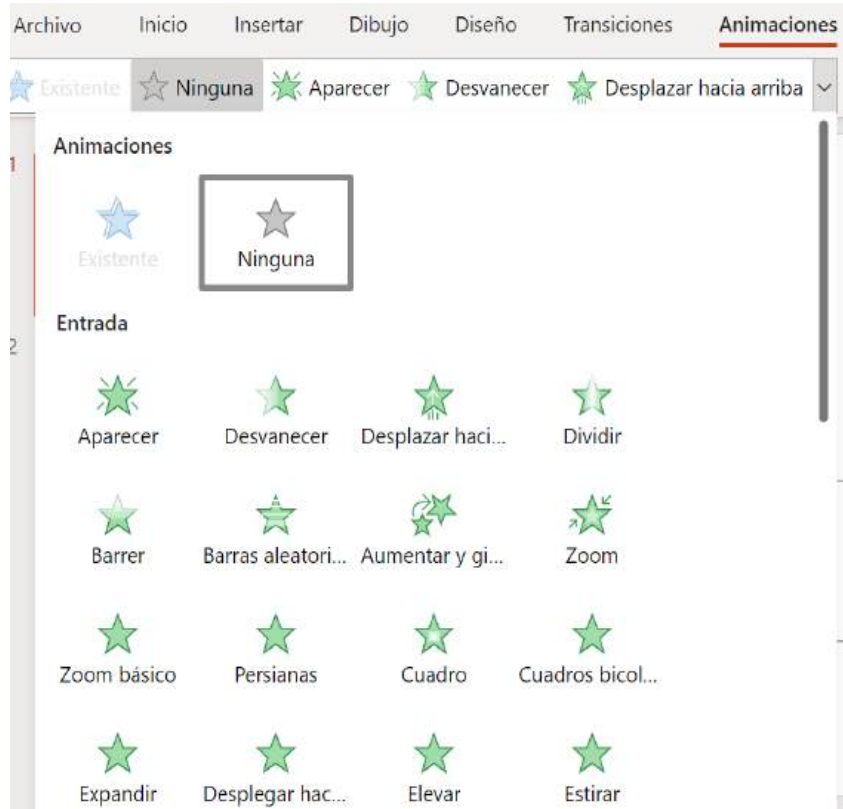 Archivo Inicio Insertar Dibujo Diseño Transiciones Animaciones
Existente Ninguna Aparecer Desvanecer Desplazar hacia arriba
Animaciones
1
Existente Ninguna
Entrada
2
Aparecer Desvanecer Desplazar haci... Dividir
Barrer Barras aleatori... Aumentar y gi... Zoom
Zoom básico Persianas Cuadro Cuadros bicol...
Expandir Desplegar hac... Elevar Estirar